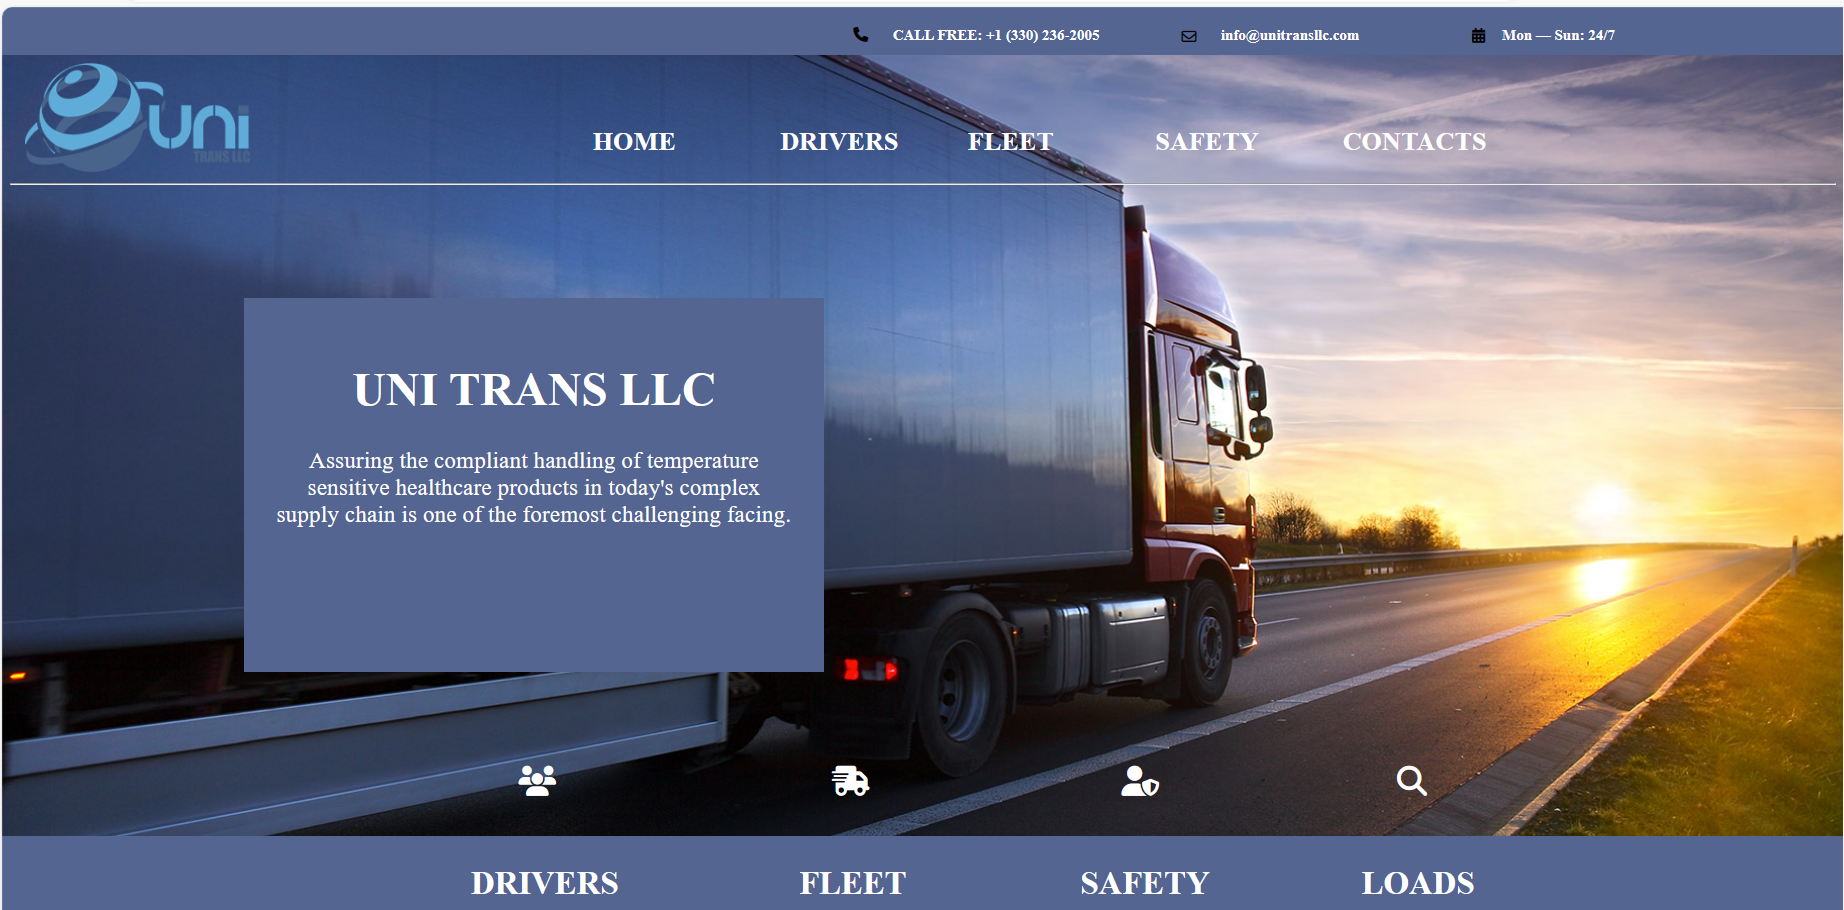 CALL FREE: +1 (330) 236-2005
info@unitransllc.com
Mon — Sun: 24/7
UNI
TRANS LLC
HOME
DRIVERS
FLEET
SAFETY
CONTACTS
UNI TRANS LLC
Assuring the compliant handling of temperature
sensitive healthcare products in today's complex
supply chain is one of the foremost challenging facing.
DRIVERS
FLEET
SAFETY
LOADS